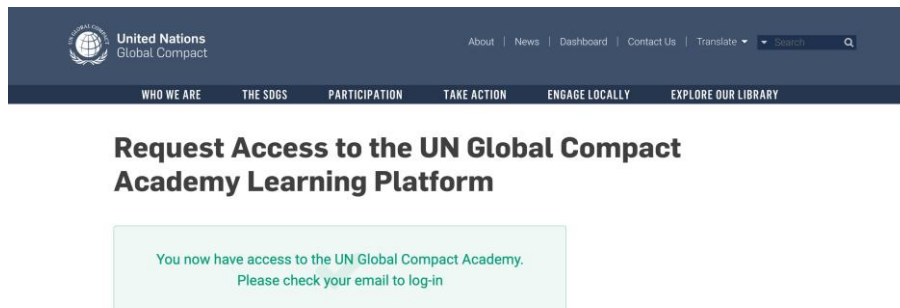 United Nations
Global Compact
About | News | Dashboard | Contact Us | Translate Search
WHO WE ARE THE SDGS PARTICIPATION TAKE ACTION ENGAGE LOCALLY EXPLORE OUR LIBRARY
Request Access to the UN Global Compact
Academy Learning Platform
You now have access to the UN Global Compact Academy.
Please check your email to log-in